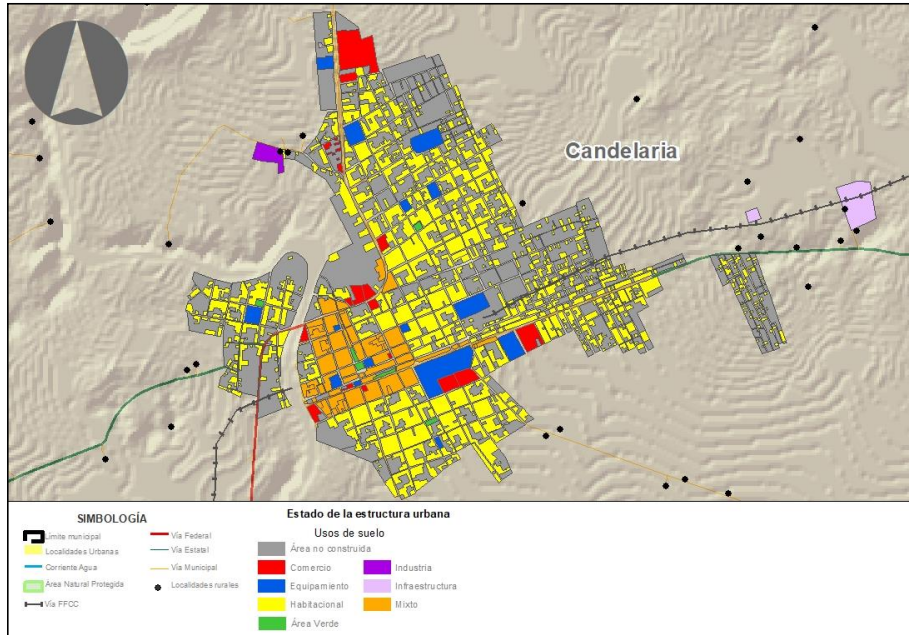 Candelaria
SIMBOLOGÍA
Límite municipal
Localidades Urbanas
Corriente Agua
Área Natural Protegida
Vía FFCC
Vía Federal
Vía Estatal
Vía Municipal
Localidades rurales
Estado de la estructura urbana
Usos de suelo
Área no construida
Comercio
Equipamiento
Habitacional
Área Verde
Industria
Infraestructura
Mixto